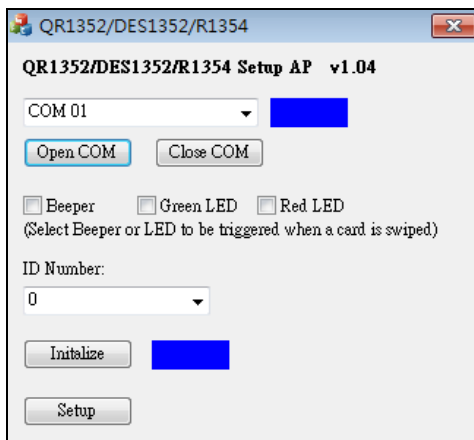 QR1352/DES1352/R1354
QR1352/DES1352/R1354 Setup AP v1.04
COM 01
Open COM Close COM
Beeper Green LED Red LED
(Select Beeper or LED to be triggered when a card is swiped)
ID Number:
0
Initalize
Setup